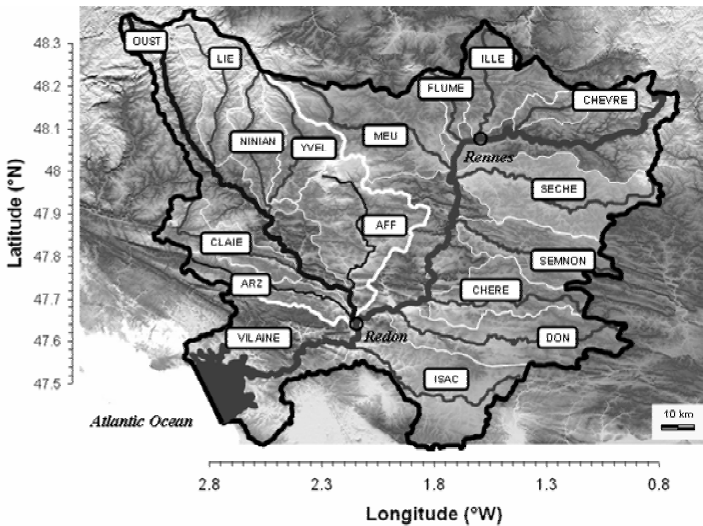 48.3
OUST
LIE
ILLE
48.2
FLUME
CHEVRE
48.1
NINIAN
YVEL
MEU
Rennes
48
SECHE
47.9
AFF
CLAIE
47.8
SEMNON
ARZ
CHERE
47.7
VILAINE
Redon
DON
47.6
ISAC
47.5
Latitude (°N)
Atlantic Ocean
10 km
2.8 2.3 1.8 1.3 0.8
Longitude (°W)